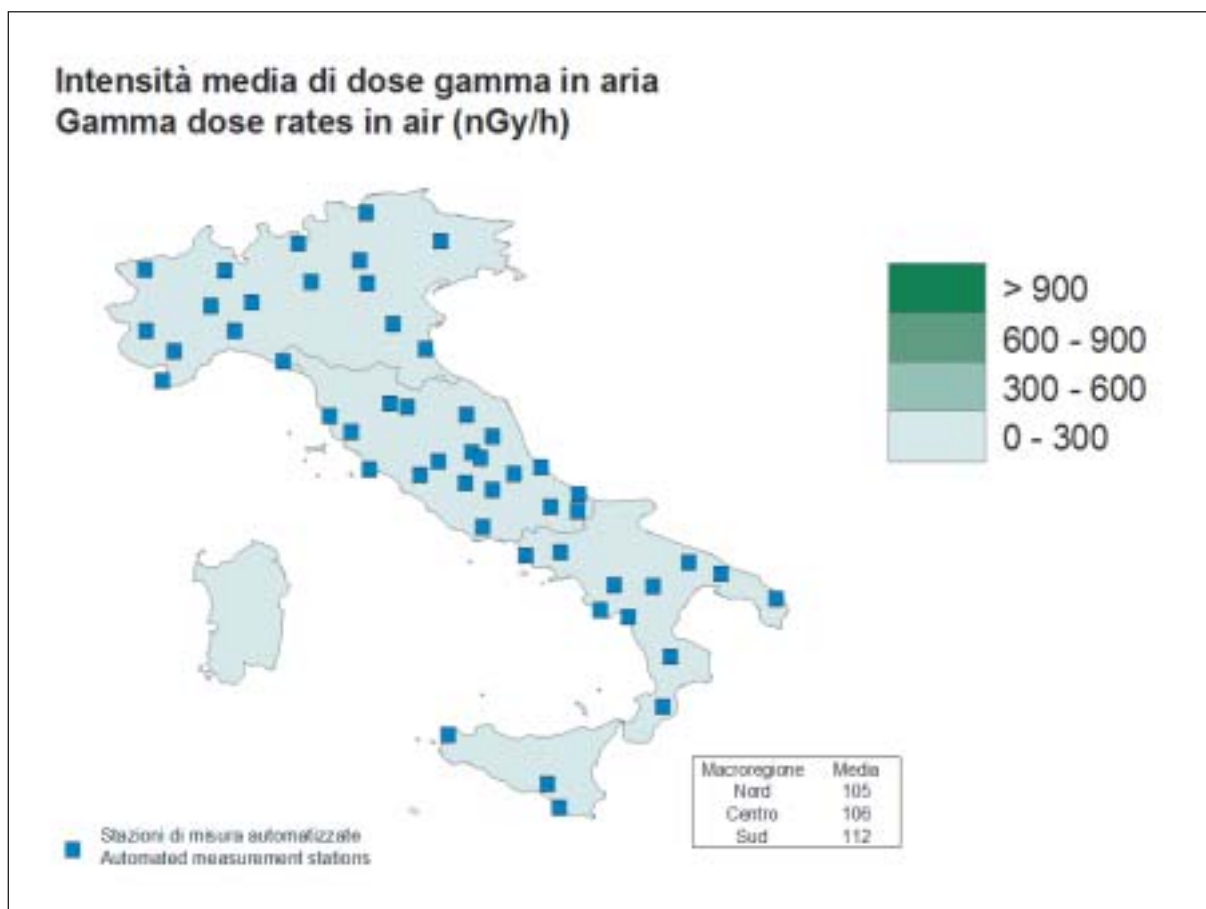 Intensità media di dose gamma in aria
Gamma dose rates in air (nGy/h)
> 900
600 - 900
300 - 600
0 - 300
Macroregione Media
Nord 105
Centro 106
Sud 112
Stazioni di misura automatizzate
Automated measurement stations